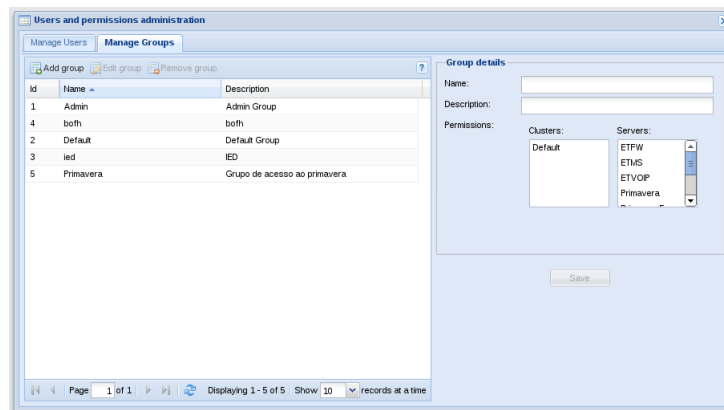 Users and permissions administration
Manage Users Manage Groups
Add group Edit group Remove group ?
Id Name Description
1 Admin Admin Group
4 bofh bofh
2 Default Default Group
3 ied IED
5 Primavera Grupo de acesso ao primavera
Page 1 of 1 Displaying 1 - 5 of 5 Show 10 records at a time
Group details
Name:
Description:
Permissions:
Clusters:
Default
Servers:
ETFW
ETMS
ETVOIP
Primavera
Save